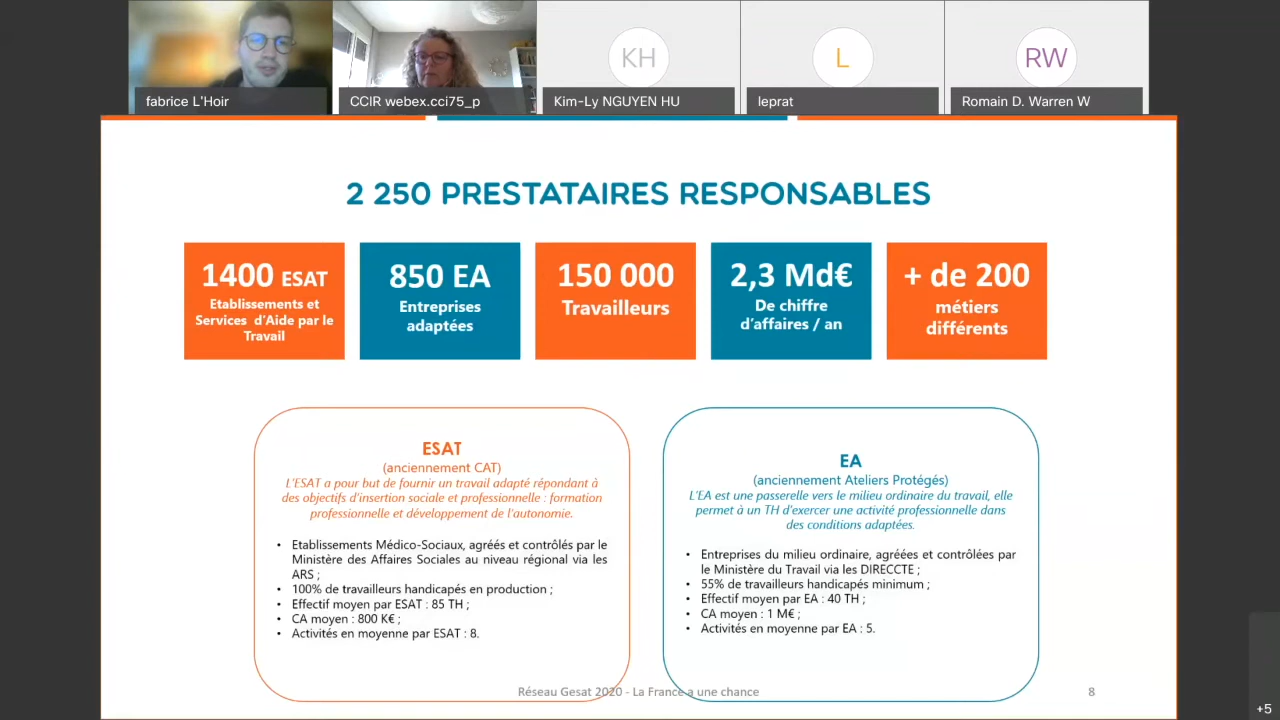 KH
L
RW
fabrice L'Hoir
CCIR webex.cci75_p
Kim-Ly NGUYEN HU
leprat
Romain D. Warren W
2 250 PRESTATAIRES RESPONSABLES
1400 ESAT
Etablissements et
Services d'Aide par le
Travail
850 EA
Entreprises
adaptées
150 000
Travailleurs
2,3 Md€
De chiffre
d'affaires / an
+ de 200
métiers
différents
ESAT
(anciennement CAT)
L'ESAT a pour but de fournir un travail adapté répondant à
des objectifs d'insertion sociale et professionnelle : formation
professionnelle et développement de l'autonomie.
• Etablissements Médico-Sociaux, agréés et contrôlés par le
Ministère des Affaires Sociales au niveau régional via les
ARS ;
• 100% de travailleurs handicapés en production ;
• Effectif moyen par ESAT : 85 TH ;
• CA moyen : 800 K€ ;
• Activités en moyenne par ESAT : 8.
EA
(anciennement Ateliers Protégés)
L'EA est une passerelle vers le milieu ordinaire du travail, elle
permet à un TH d'exercer une activité professionnelle dans
des conditions adaptées.
• Entreprises du milieu ordinaire, agréées et contrôlées par
le Ministère du Travail via les DIRECCTE ;
• 55% de travailleurs handicapés minimum ;
• Effectif moyen par EA : 40 TH ;
• CA moyen : 1 M€ ;
• Activités en moyenne par EA : 5.
Réseau Gesat 2020 - La France a une chance
8
+5